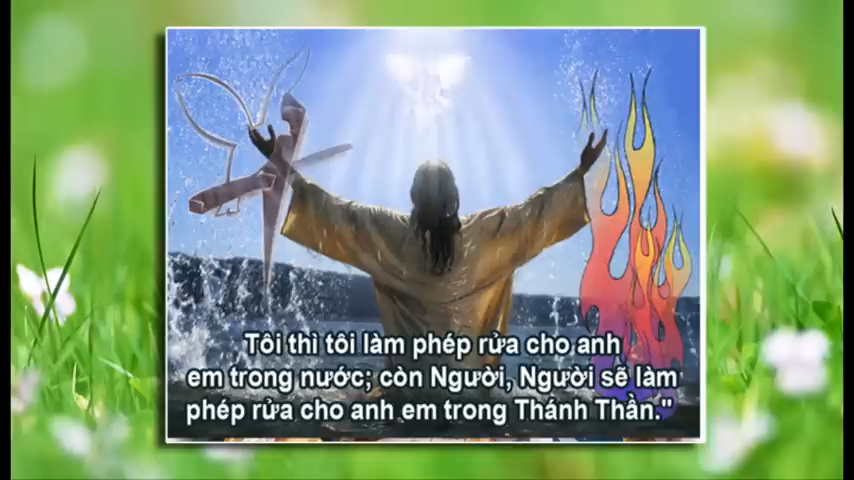 Tôi thì tôi làm phép rửa cho anh
em trong nước; còn Người, Người sẽ làm
phép rửa cho anh em trong Thánh Thần."